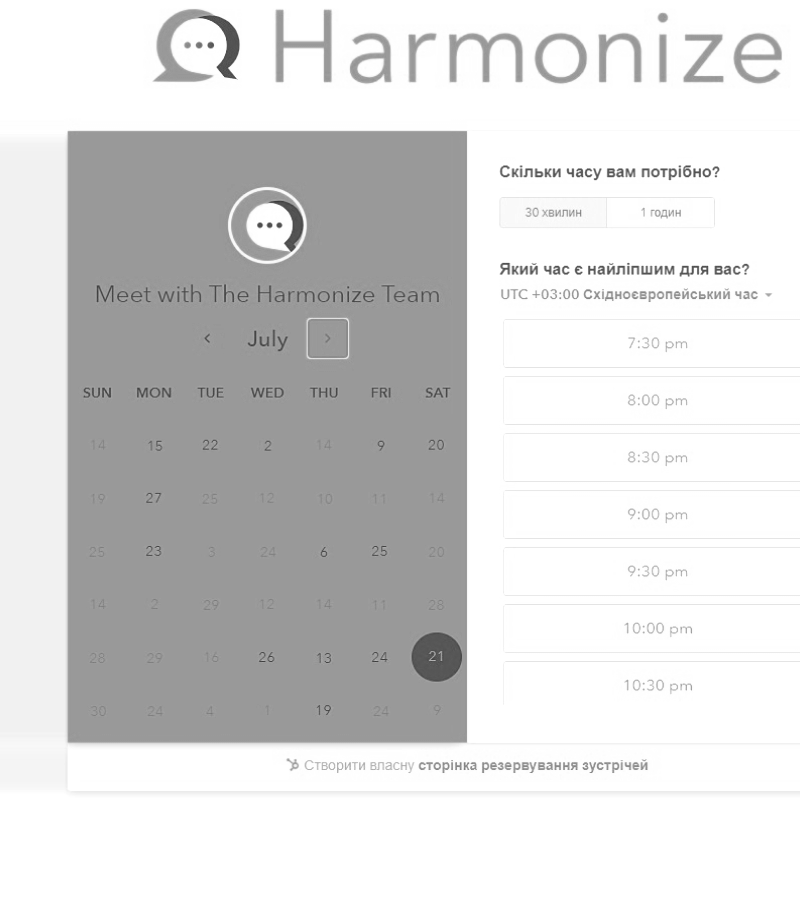 Harmonize
Meet with The Harmonize Team
July
SUN MON TUE WED THU FRI SAT
14 15 22 2 14 9 20
19 27 25 12 10 11 14
25 23 3 24 6 25 20
14 2 29 12 14 11 28
28 29 16 26 13 24 21
30 24 4 1 19 24 9
Скільки часу вам потрібно?
30 хвилин 1 годин
Який час є найліпшим для вас?
UTC +03:00 Східноєвропейський час
7:30 pm
8:00 pm
8:30 pm
9:00 pm
9:30 pm
10:00 pm
10:30 pm
Створити власну сторінка резервування зустрічей